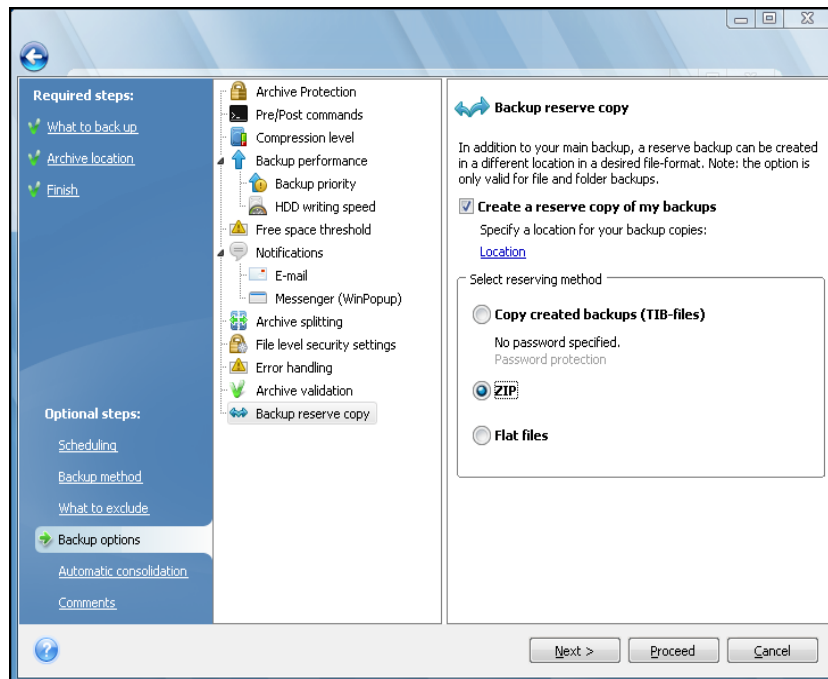 Required steps:
What to back up
Archive location
Finish
Optional steps:
Scheduling
Backup method
What to exclude
Backup options
Automatic consolidation
Comments
Archive Protection
Pre/Post commands
Compression level
Backup performance
Backup priority
HDD writing speed
Free space threshold
Notifications
E-mail
Messenger (WinPopup)
Archive splitting
File level security settings
Error handling
Archive validation
Backup reserve copy
Backup reserve copy
In addition to your main backup, a reserve backup can be created
in a different location in a desired file-format. Note: the option is
only valid for file and folder backups.
Create a reserve copy of my backups
Specify a location for your backup copies:
Location
Select reserving method
Copy created backups (TIB-files)
No password specified.
Password protection
ZIP
Flat files
Next >
Proceed
Cancel